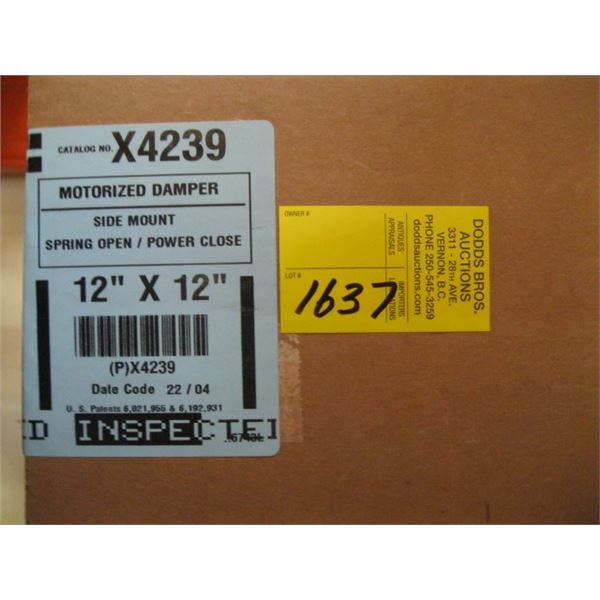 CATALOG NO. X4239
MOTORIZED DAMPER
SIDE MOUNT
SPRING OPEN / POWER CLOSE
12" X 12"
(P)X4239
Date Code 22 / 04
U. S. Patents 6,021,955 & 6,192,931
INSPECTE
OWNER #
LOT #
1637
ANTIQUES
APPRAISALS
IMPORTERS
DODDS BROS.
AUCTIONS
3311 - 28TH AVE.
VERNON, B.C.
PHONE 250-545-3259
doddsauctions.com